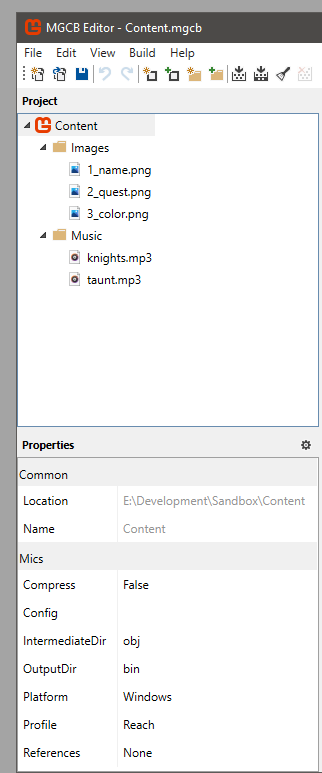 MGCB Editor - Content.mgcb
File Edit View Build Help
Project
Content
Images
1_name.png
2_quest.png
3_color.png
Music
knights.mp3
taunt.mp3
Properties
Common
Location E:\Development\Sandbox\Content
Name Content
Mics
Compress False
Config
IntermediateDir obj
OutputDir bin
Platform Windows
Profile Reach
References None